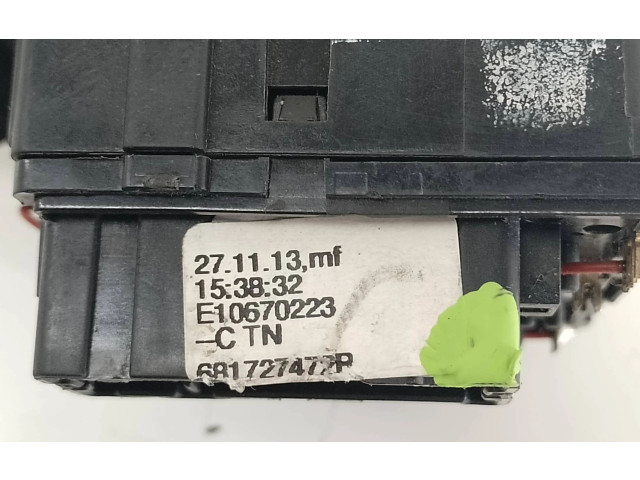 27.11.13,mf
15:38:32
E10670223
-C TN
681727472R